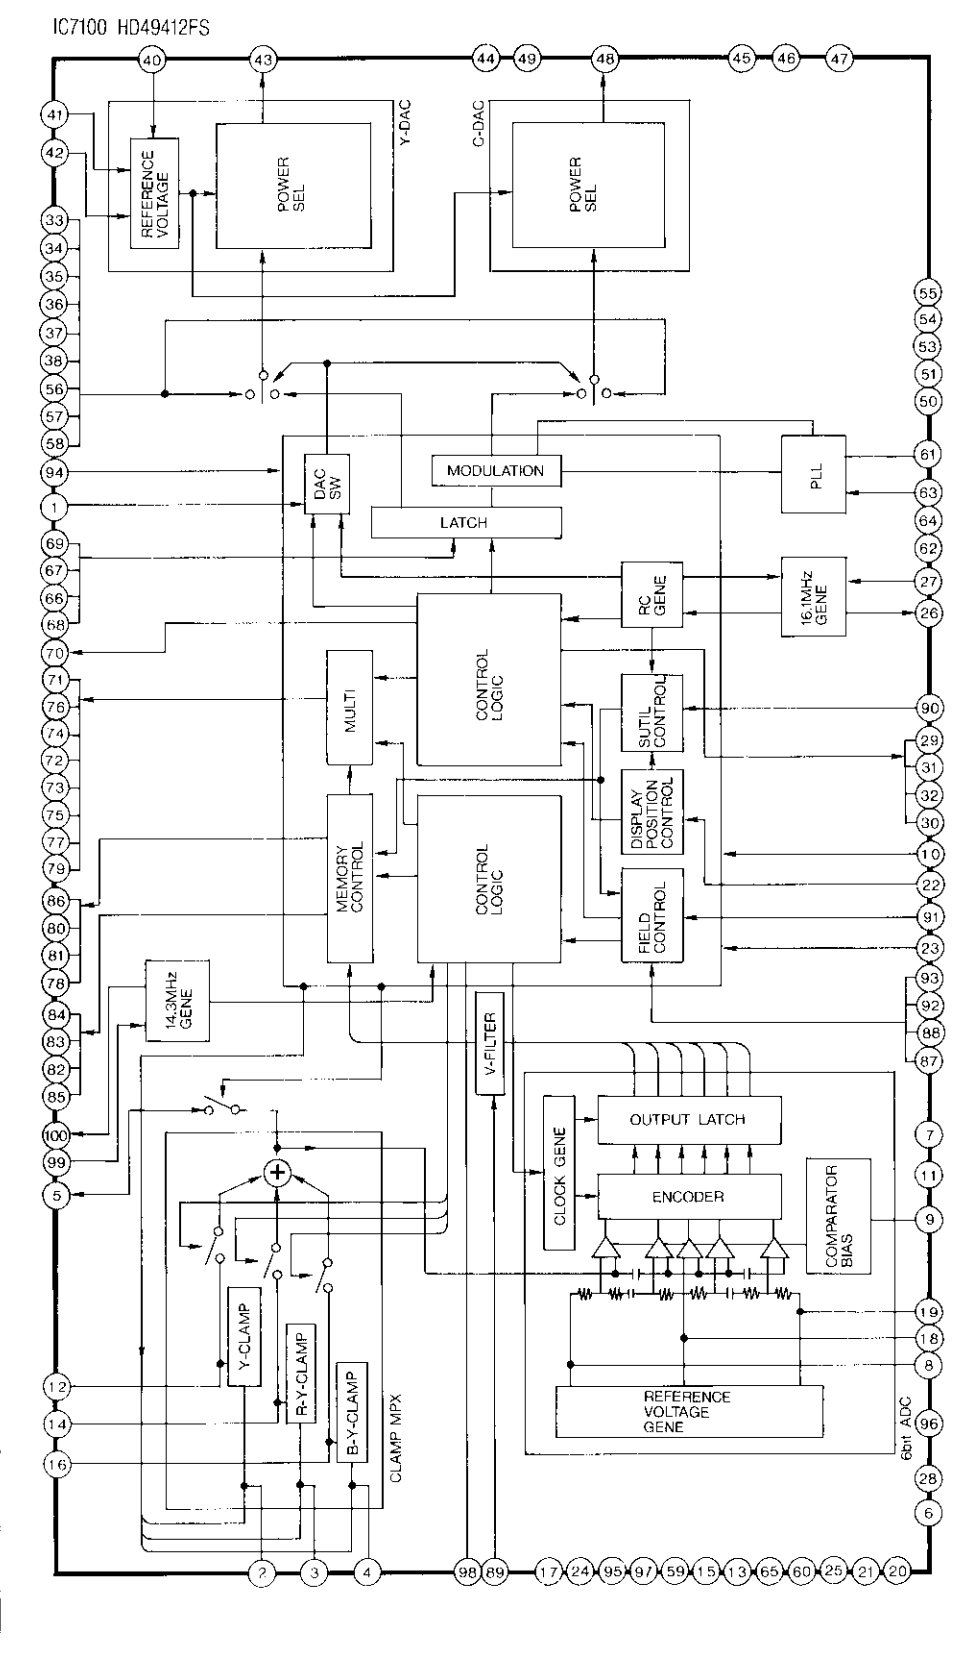 IC7100 HD49412FS
40
43
44
49
48
45
46
47
41
42
33
34
35
36
37
38
56
57
58
94
1
69
67
66
68
70
71
76
74
72
73
75
77
79
86
80
81
78
84
83
82
85
100
99
5
12
14
16
REFERENCE
VOLTAGE
POWER
SEL
Y-DAC
C-DAC
POWER
SEL
DAC
SW
MODULATION
LATCH
PLL
RC
GENE
16.1MHz
GENE
CONTROL
LOGIC
MULTI
SUTIL
CONTROL
DISPLAY
POSITION
CONTROL
MEMORY
CONTROL
CONTROL
LOGIC
FIELD
CONTROL
14.3MHz
GENE
V-FILTER
OUTPUT LATCH
CLOCK GENE
ENCODER
COMPARATOR
BIAS
+
Y-CLAMP
R-Y-CLAMP
B-Y-CLAMP
CLAMP MPX
REFERENCE
VOLTAGE
GENE
6bit ADC
55
54
53
51
50
61
63
64
62
27
26
90
29
31
32
30
10
22
91
23
93
92
88
87
7
11
9
19
18
8
96
28
6
2
3
4
98
89
17
24
95
97
59
15
13
65
60
25
21
20